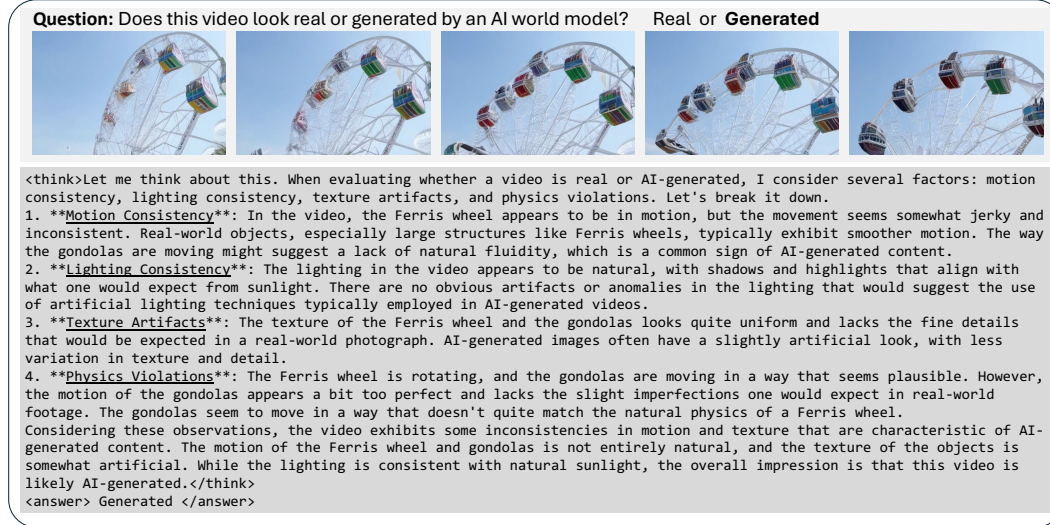 Question: Does this video look real or generated by an AI world model? Real or Generated
<think>Let me think about this. When evaluating whether a video is real or AI-generated, I consider several factors: motion
consistency, lighting consistency, texture artifacts, and physics violations. Let's break it down.
1. **Motion Consistency**: In the video, the Ferris wheel appears to be in motion, but the movement seems somewhat jerky and
inconsistent. Real-world objects, especially large structures like Ferris wheels, typically exhibit smoother motion. The way
the gondolas are moving might suggest a lack of natural fluidity, which is a common sign of AI-generated content.
2. **Lighting Consistency**: The lighting in the video appears to be natural, with shadows and highlights that align with
what one would expect from sunlight. There are no obvious artifacts or anomalies in the lighting that would suggest the use
of artificial lighting techniques typically employed in AI-generated videos.
3. **Texture Artifacts**: The texture of the Ferris wheel and the gondolas looks quite uniform and lacks the fine details
that would be expected in a real-world photograph. AI-generated images often have a slightly artificial look, with less
variation in texture and detail.
4. **Physics Violations**: The Ferris wheel is rotating, and the gondolas are moving in a way that seems plausible. However,
the motion of the gondolas appears a bit too perfect and lacks the slight imperfections one would expect in real-world
footage. The gondolas seem to move in a way that doesn't quite match the natural physics of a Ferris wheel.
Considering these observations, the video exhibits some inconsistencies in motion and texture that are characteristic of AI-
generated content. The motion of the Ferris wheel and gondolas is not entirely natural, and the texture of the objects is
somewhat artificial. While the lighting is consistent with natural sunlight, the overall impression is that this video is
likely AI-generated.</think>
<answer> Generated </answer>